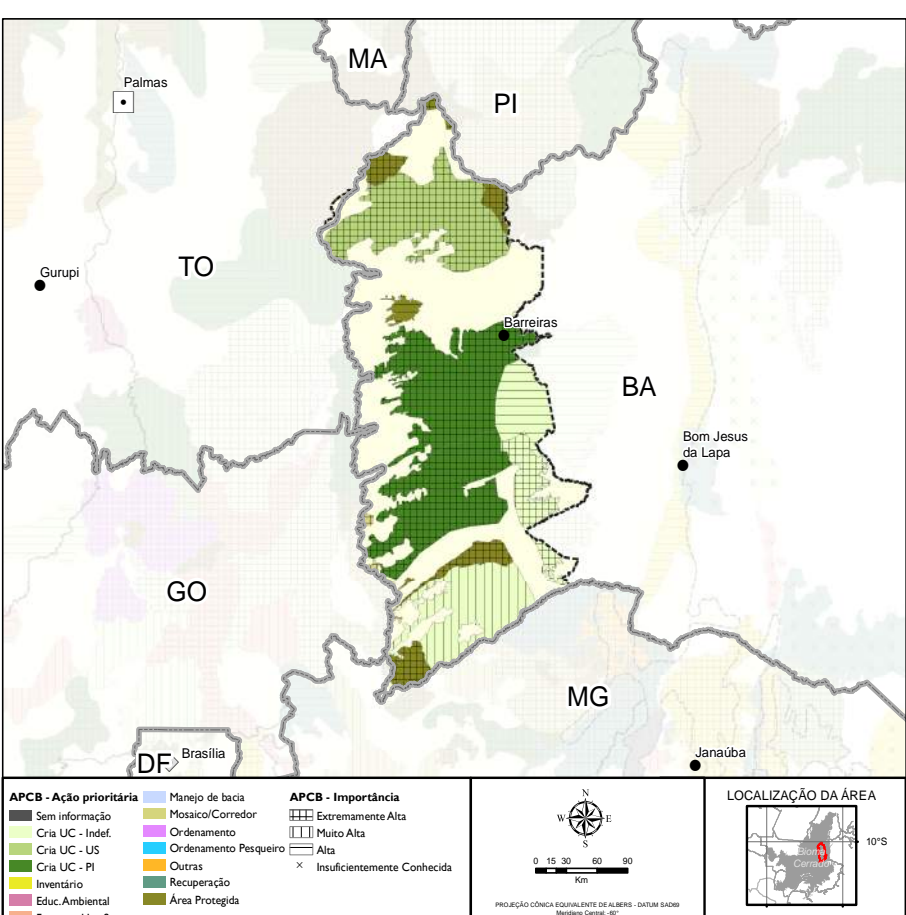 MA
Palmas
PI
TO
Gurupi
Barreiras
BA
Bom Jesus
da Lapa
GO
MG
DF
Brasília
Janaúba
APCB - Ação prioritária
Sem informação
Cria UC - Indef.
Cria UC - US
Cria UC - PI
Inventário
Educ.Ambiental
Manejo de bacia
Mosaico/Corredor
Ordenamento
Ordenamento Pesqueiro
Outras
Recuperação
Área Protegida
APCB - Importância
Extremamente Alta
Muito Alta
Alta
Insuficientemente Conhecida
N
W E
S
0 15 30 60 90
Km
PROJEÇÃO CÔNICA EQUIVALENTE DE ALBERS - DATUM SAD69
Meridiano Central: -60°
LOCALIZAÇÃO DA ÁREA
Bioma
Cerrado
10°S